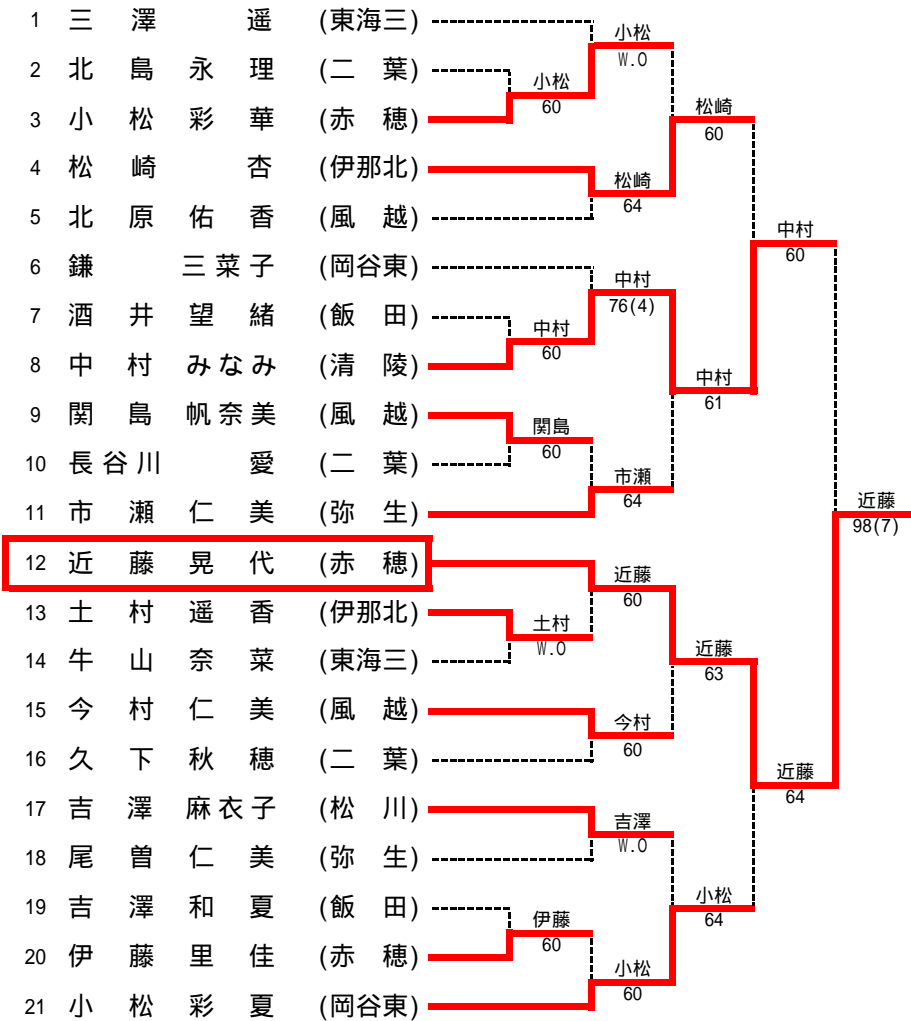 1 三澤 遥 (東海三)
2 北島永理 (二葉)
3 小松彩華 (赤穂)
4 松崎 杏 (伊那北)
5 北原佑香 (風越)
6 鎌 三菜子 (岡谷東)
7 酒井望緒 (飯田)
8 中村みなみ (清陵)
9 関島帆奈美 (風越)
10 長谷川 愛 (二葉)
11 市瀬仁美 (弥生)
12 近藤晃代 (赤穂)
13 土村遥香 (伊那北)
14 牛山奈菜 (東海三)
15 今村仁美 (風越)
16 久下秋穂 (二葉)
17 吉澤麻衣子 (松川)
18 尾曽仁美 (弥生)
19 吉澤和夏 (飯田)
20 伊藤里佳 (赤穂)
21 小松彩夏 (岡谷東)
小松
60
中村
60
関島
60
土村
W.O
伊藤
60
小松
W.O
松崎
64
中村
76(4)
市瀬
64
近藤
60
今村
60
吉澤
W.O
小松
60
松崎
60
中村
61
近藤
63
小松
64
中村
60
近藤
64
近藤
98(7)